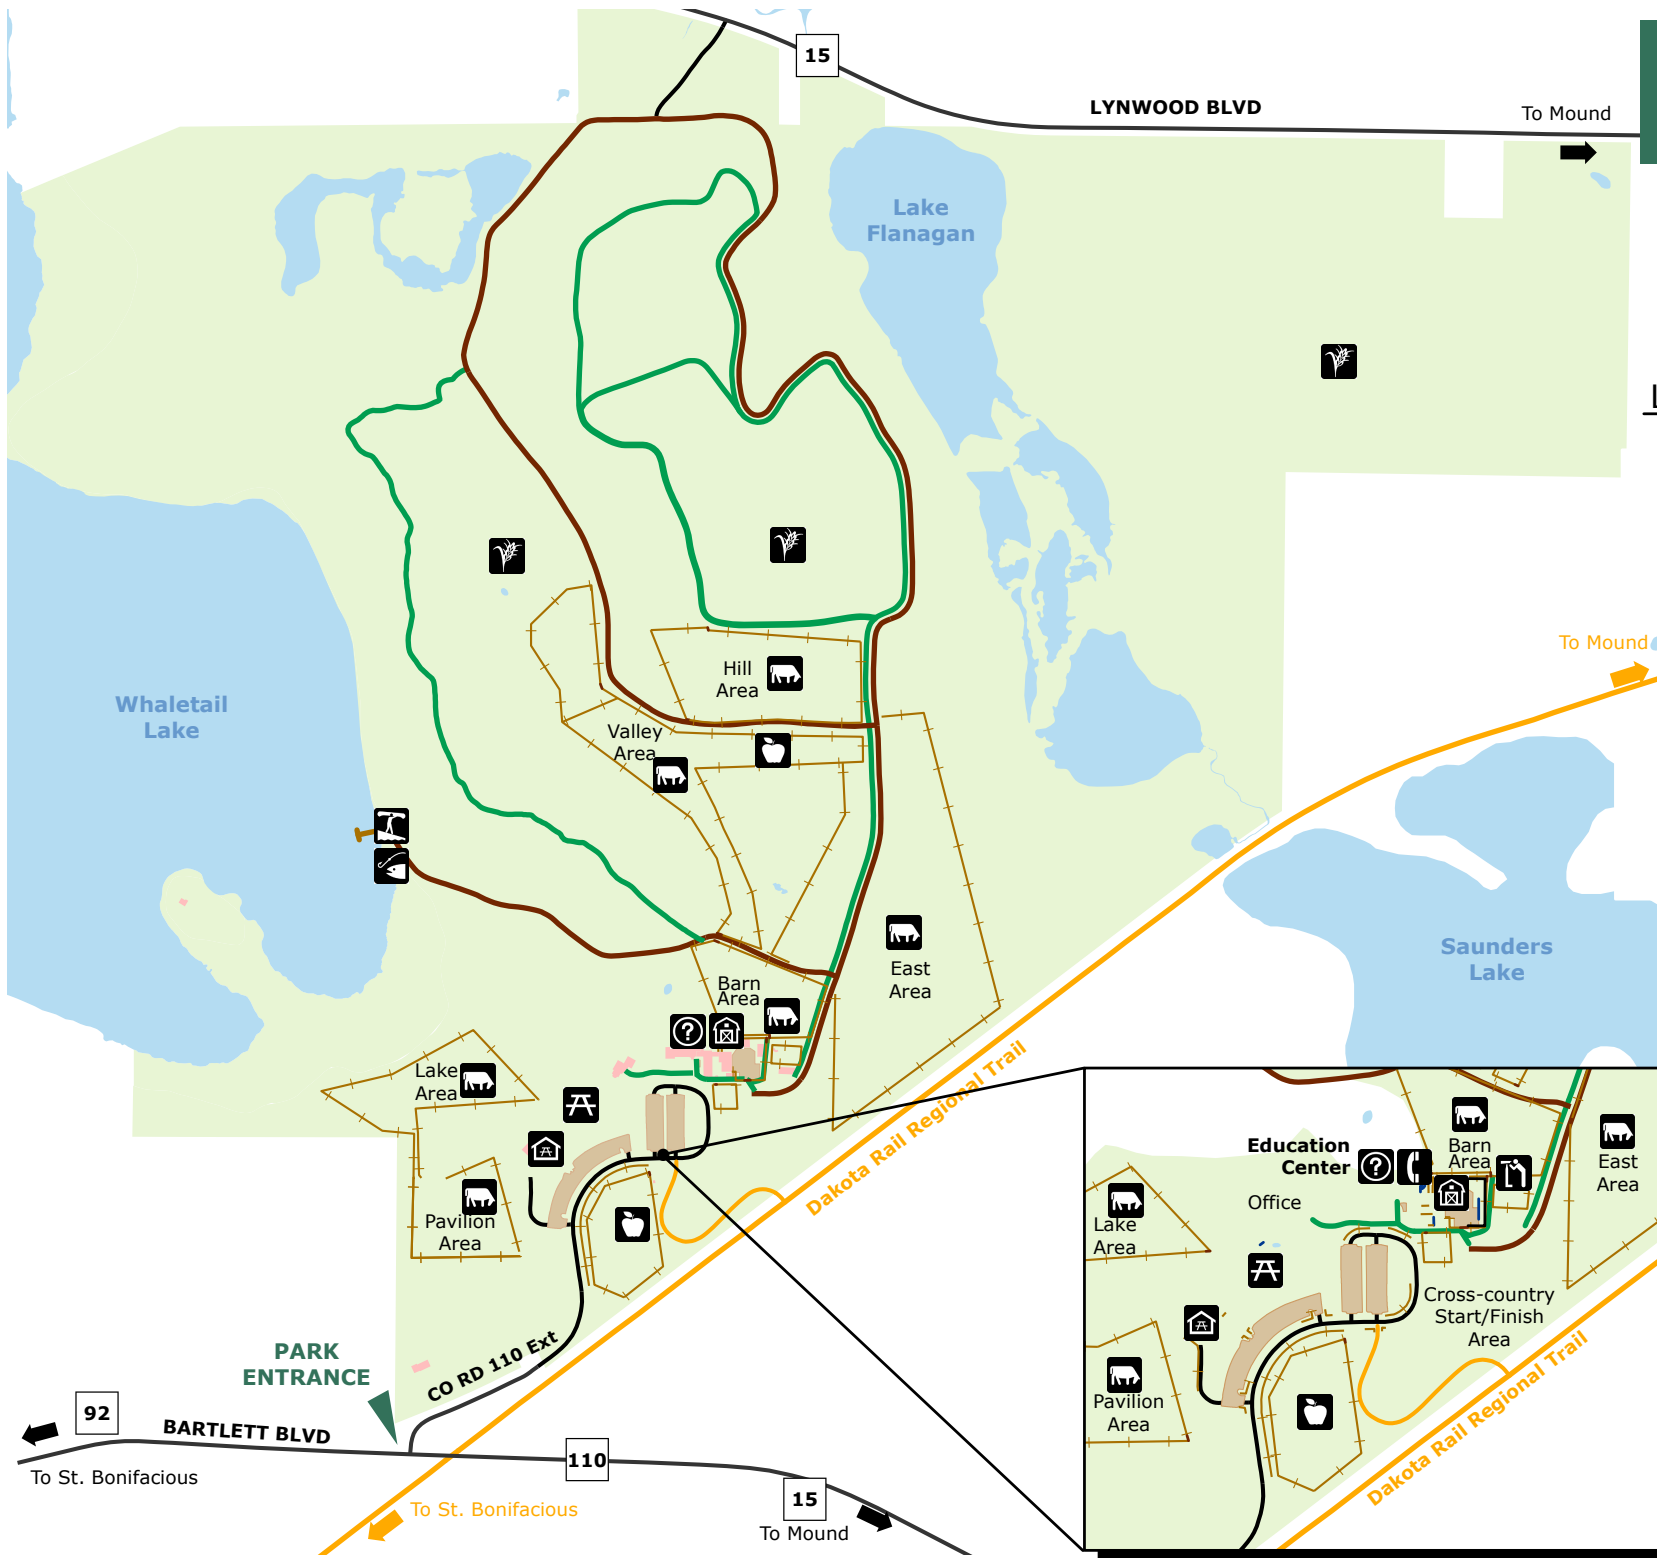 15
LYNWOOD BLVD
To Mound
Lake
Flanagan
L
To Mound
Hill
Area
Whaletail
Lake
Valley
Area
Saunders
Lake
East
Area
Barn
Area
?
Lake
Area
Dakota Rail Regional Trail
Pavilion
Area
PARK
ENTRANCE
CO RD 110 Ext
92
BARTLETT BLVD
110
To St. Bonifacious
To St. Bonifacious
15
To Mound
Barn
Area
Education
Center
?
East
Area
Office
Lake
Area
Cross-country
Start/Finish
Area
Pavilion
Area
Dakota Rail Regional Trail